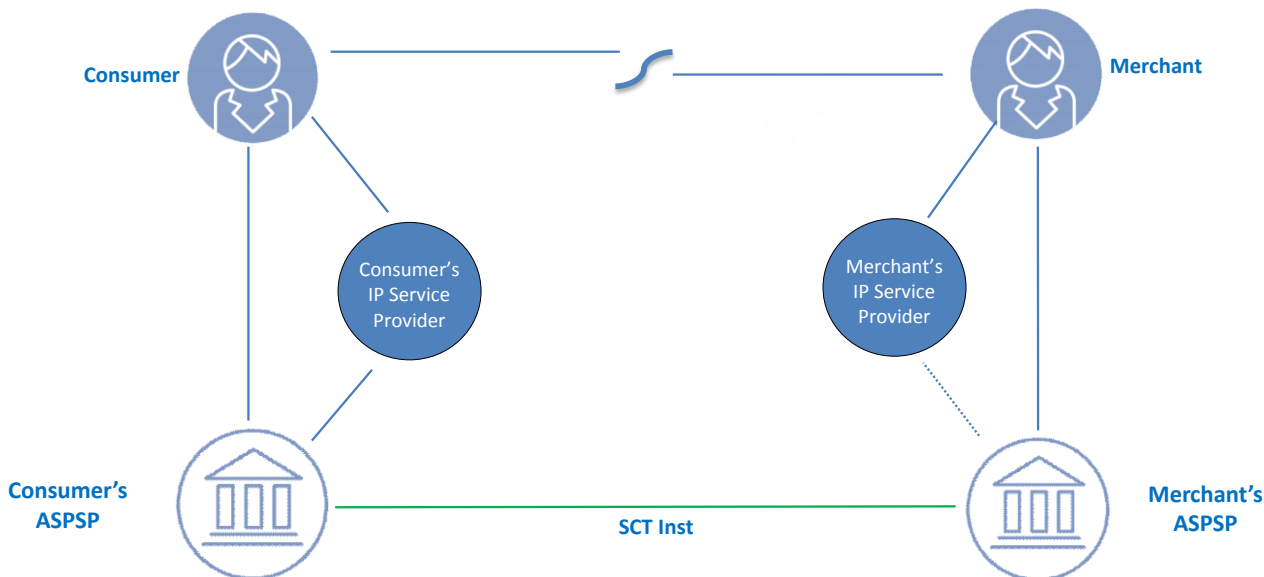 Consumer
Merchant
Consumer’s
IP Service
Provider
Merchant’s
IP Service
Provider
Consumer’s
ASPSP
SCT Inst
Merchant’s
ASPSP